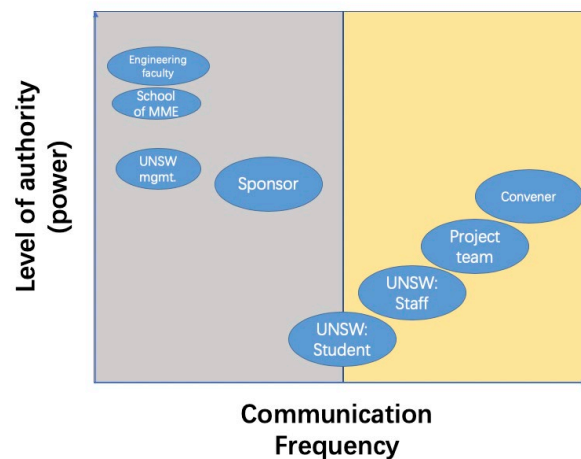 Level of authority
(power)
Engineering
faculty
School
of MME
UNSW
mgmt.
Sponsor
Convener
Project
team
UNSW:
Staff
UNSW:
Student
Communication
Frequency